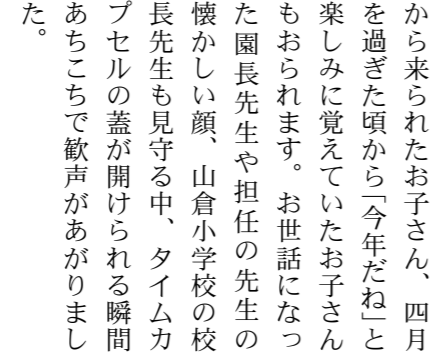 から来られたお子さん、四月
を過ぎた頃から「今年だね」と
楽しみに覚えていたお子さん
もおられます。お世話になっ
た園長先生や担任の先生の
懐かしい顔、山倉小学校の校
長先生も見守る中、タイムカ
プセルの蓋が開けられる瞬間
あちこちで歓声があがりまし
た。